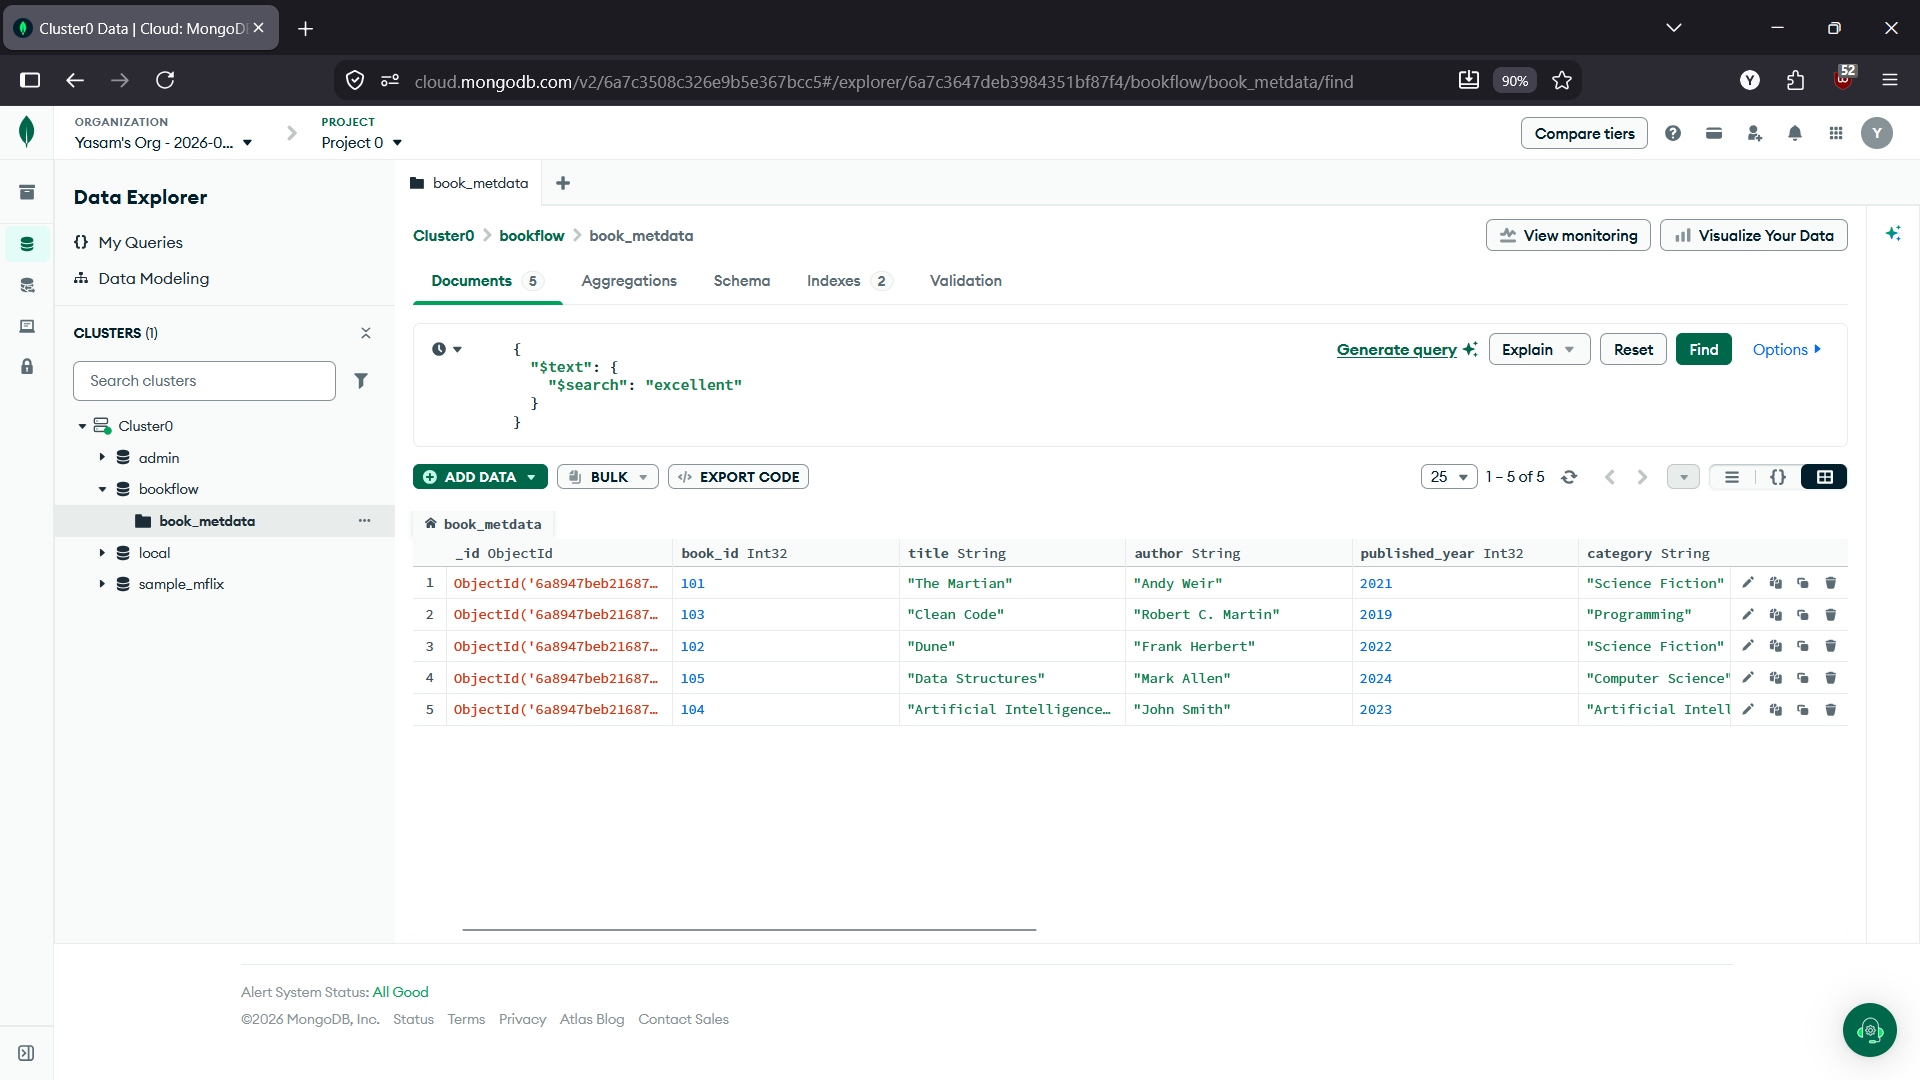 Cluster0 Data | Cloud: MongoDB
cloud.mongodb.com/v2/6a7c3508c326e9b5e367bcc5#/explorer/6a7c3647deb3984351bf87f4/bookflow/book_metdata/find
90%
Y
52
ORGANIZATION
Yasam's Org - 2026-0...
PROJECT
Project 0
Compare tiers
Y
Data Explorer
My Queries
Data Modeling
CLUSTERS (1)
Search clusters
Cluster0
admin
bookflow
book_metdata
local
sample_mflix
book_metdata
Cluster0 > bookflow > book_metdata
View monitoring
Visualize Your Data
Documents 5
Aggregations
Schema
Indexes 2
Validation
{
"$text": {
"$search": "excellent"
}
}
Generate query
Explain
Reset
Find
Options
ADD DATA
BULK
EXPORT CODE
25
1 – 5 of 5
book_metdata
_id ObjectId book_id Int32 title String author String published_year Int32 category String
1 ObjectId('6a8947beb21687… 101 "The Martian" "Andy Weir" 2021 "Science Fiction"
2 ObjectId('6a8947beb21687… 103 "Clean Code" "Robert C. Martin" 2019 "Programming"
3 ObjectId('6a8947beb21687… 102 "Dune" "Frank Herbert" 2022 "Science Fiction"
4 ObjectId('6a8947beb21687… 105 "Data Structures" "Mark Allen" 2024 "Computer Science"
5 ObjectId('6a8947beb21687… 104 "Artificial Intelligence… "John Smith" 2023 "Artificial Intell
Alert System Status: All Good
©2026 MongoDB, Inc. Status Terms Privacy Atlas Blog Contact Sales